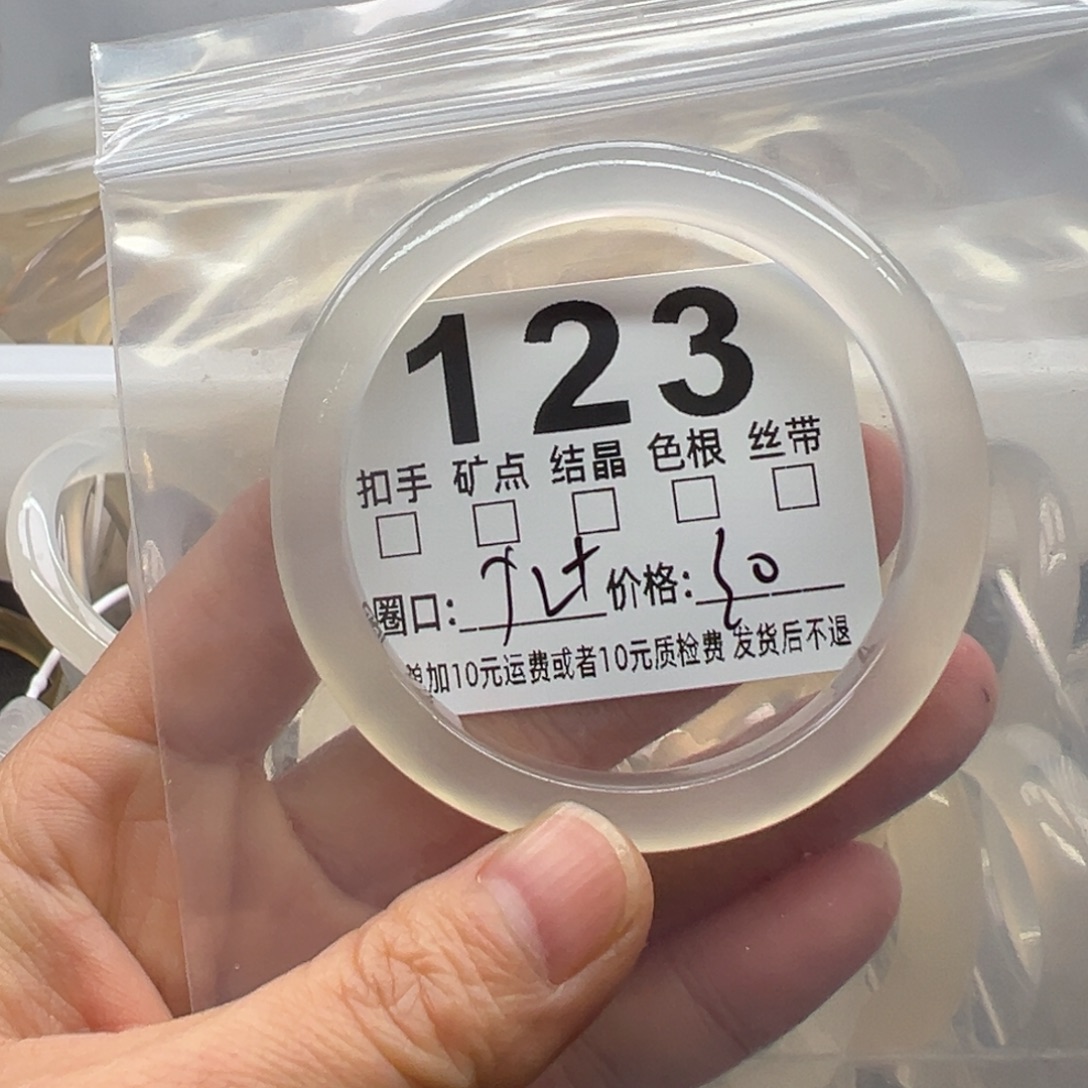 123
扣手 矿点 结晶 色根 丝带
圈口: 价格:
加10元运费或者10元质检费 发货后不退